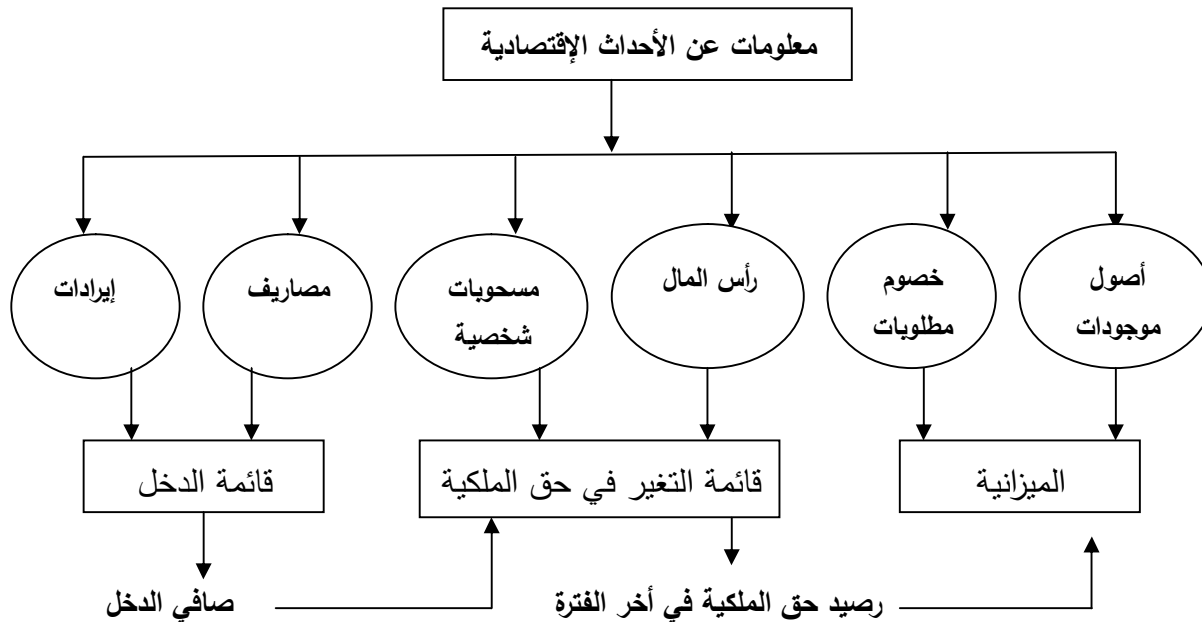 معلومات عن الأحداث الإقتصادية
أصول
موجودات
خصوم
مطلوبات
رأس المال
مسحوبات
شخصية
مصاريف
إيرادات
الميزانية
قائمة التغير في حق الملكية
قائمة الدخل
رصيد حق الملكية في أخر الفترة
صافي الدخل